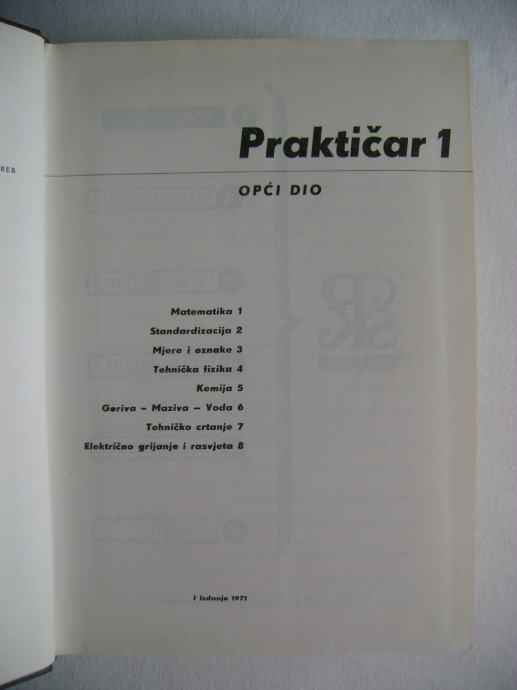 REB
Praktičar 1
OPĆI DIO
Matematika 1
Standardizacija 2
Mjere i oznake 3
Tehnička fizika 4
Kemija 5
Goriva – Maziva – Voda 6
Tehničko crtanje 7
Električno grijanje i rasvjeta 8
I Izdanje 1971